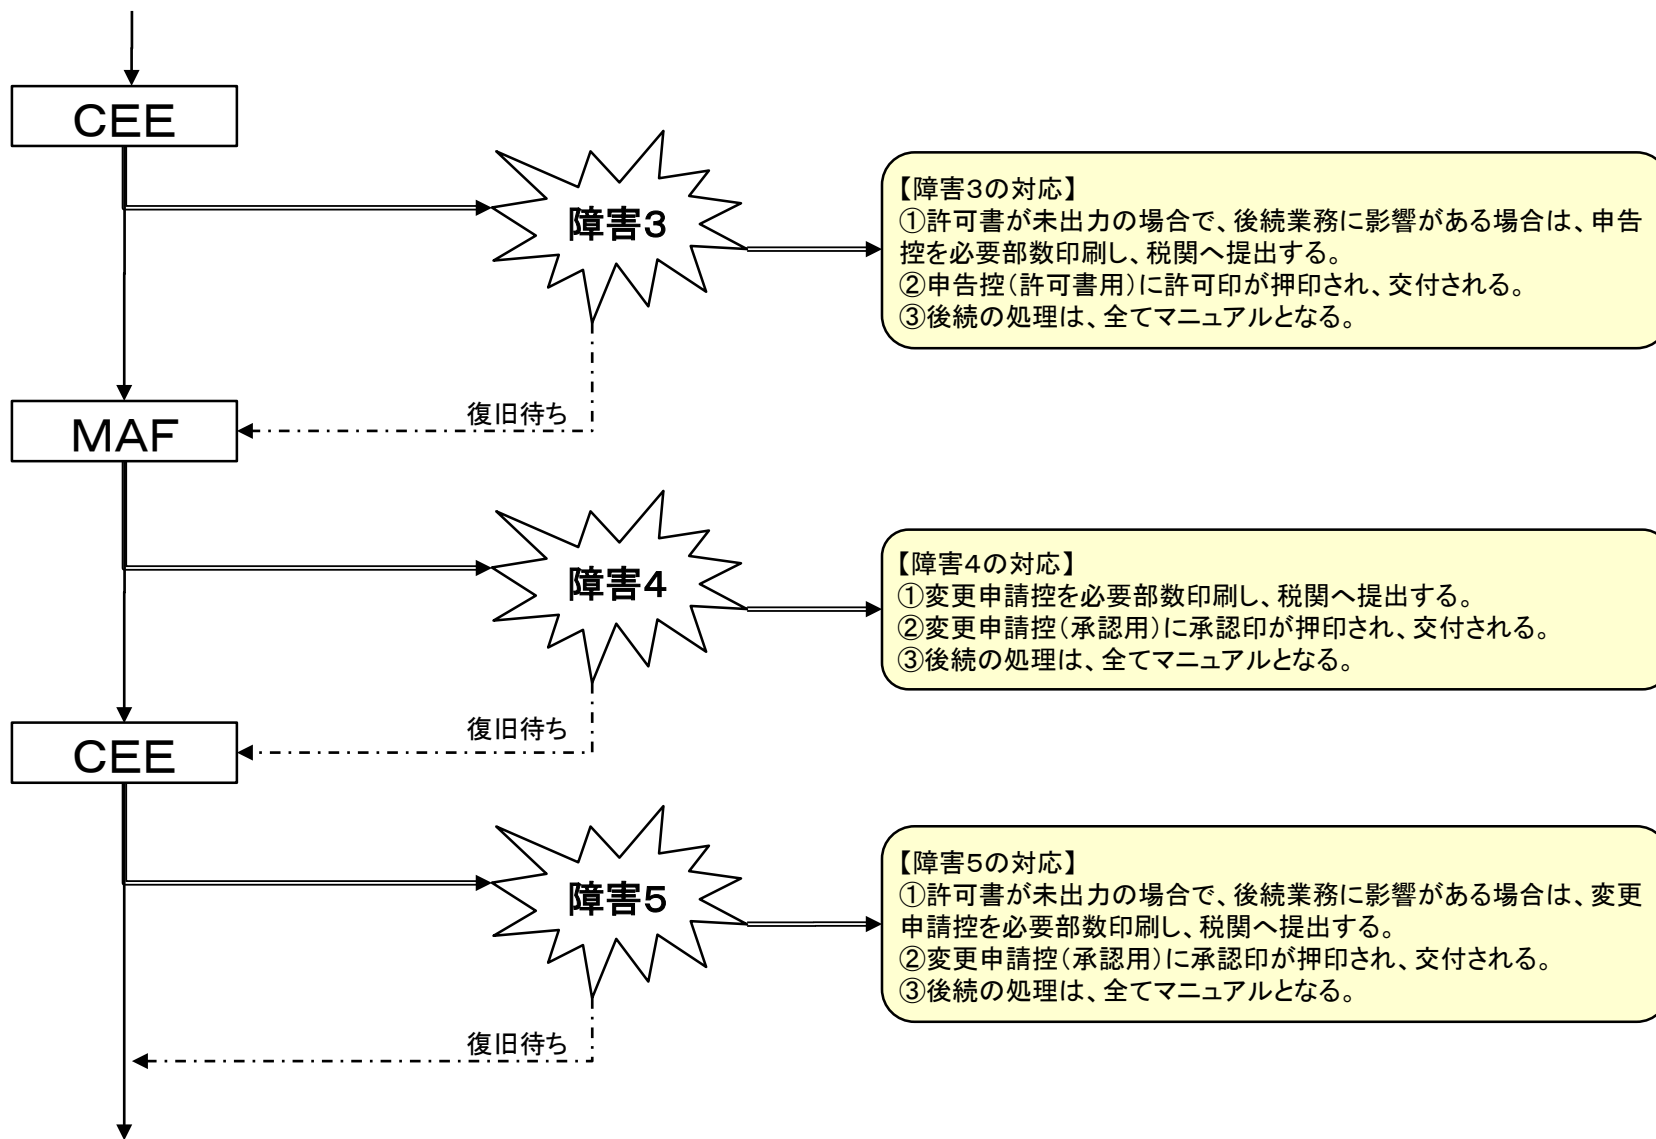 CEE
障害3
【障害3の対応】
①許可書が未出力の場合で、後続業務に影響がある場合は、申告
控を必要部数印刷し、税関へ提出する。
②申告控(許可書用)に許可印が押印され、交付される。
③後続の処理は、全てマニュアルとなる。
復旧待ち
MAF
障害4
【障害4の対応】
①変更申請控を必要部数印刷し、税関へ提出する。
②変更申請控(承認用)に承認印が押印され、交付される。
③後続の処理は、全てマニュアルとなる。
復旧待ち
CEE
障害5
【障害5の対応】
①許可書が未出力の場合で、後続業務に影響がある場合は、変更
申請控を必要部数印刷し、税関へ提出する。
②変更申請控(承認用)に承認印が押印され、交付される。
③後続の処理は、全てマニュアルとなる。
復旧待ち